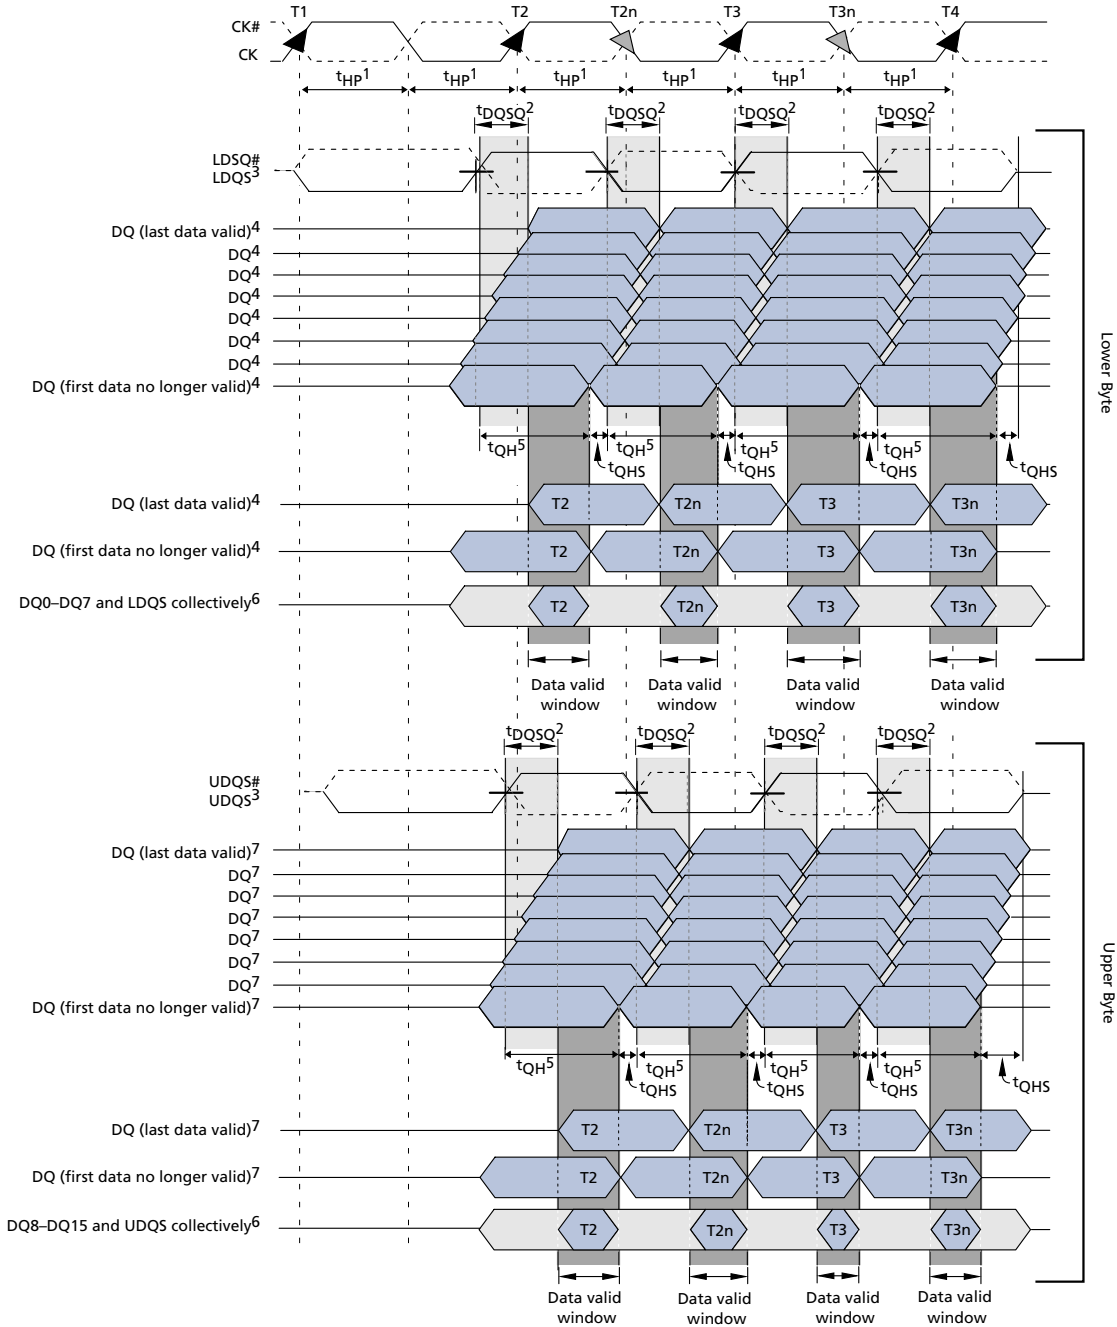 T1 T2 T2n T3 T3n T4
CK#
CK
tHP1 tHP1 tHP1 tHP1 tHP1 tHP1
tDQSQ2 tDQSQ2 tDQSQ2 tDQSQ2
LDSQ#
LDQS3
DQ (last data valid)4
DQ4
DQ4
DQ4
DQ4
DQ4
DQ4
DQ (first data no longer valid)4
Lower Byte
tQH5 tQH5 tQH5 tQH5
tQHS tQHS tQHS tQHS
DQ (last data valid)4 T2 T2n T3 T3n
DQ (first data no longer valid)4 T2 T2n T3 T3n
DQ0–DQ7 and LDQS collectively6 T2 T2n T3 T3n
Data valid Data valid Data valid Data valid
window window window window
tDQSQ2 tDQSQ2 tDQSQ2 tDQSQ2
UDQS#
UDQS3
DQ (last data valid)7
DQ7
DQ7
DQ7
DQ7
DQ7
DQ7
DQ (first data no longer valid)7
Upper Byte
tQH5 tQH5 tQH5 tQH5
tQHS tQHS tQHS tQHS
DQ (last data valid)7 T2 T2n T3 T3n
DQ (first data no longer valid)7 T2 T2n T3 T3n
DQ8–DQ15 and UDQS collectively6 T2 T2n T3 T3n
Data valid Data valid Data valid Data valid
window window window window